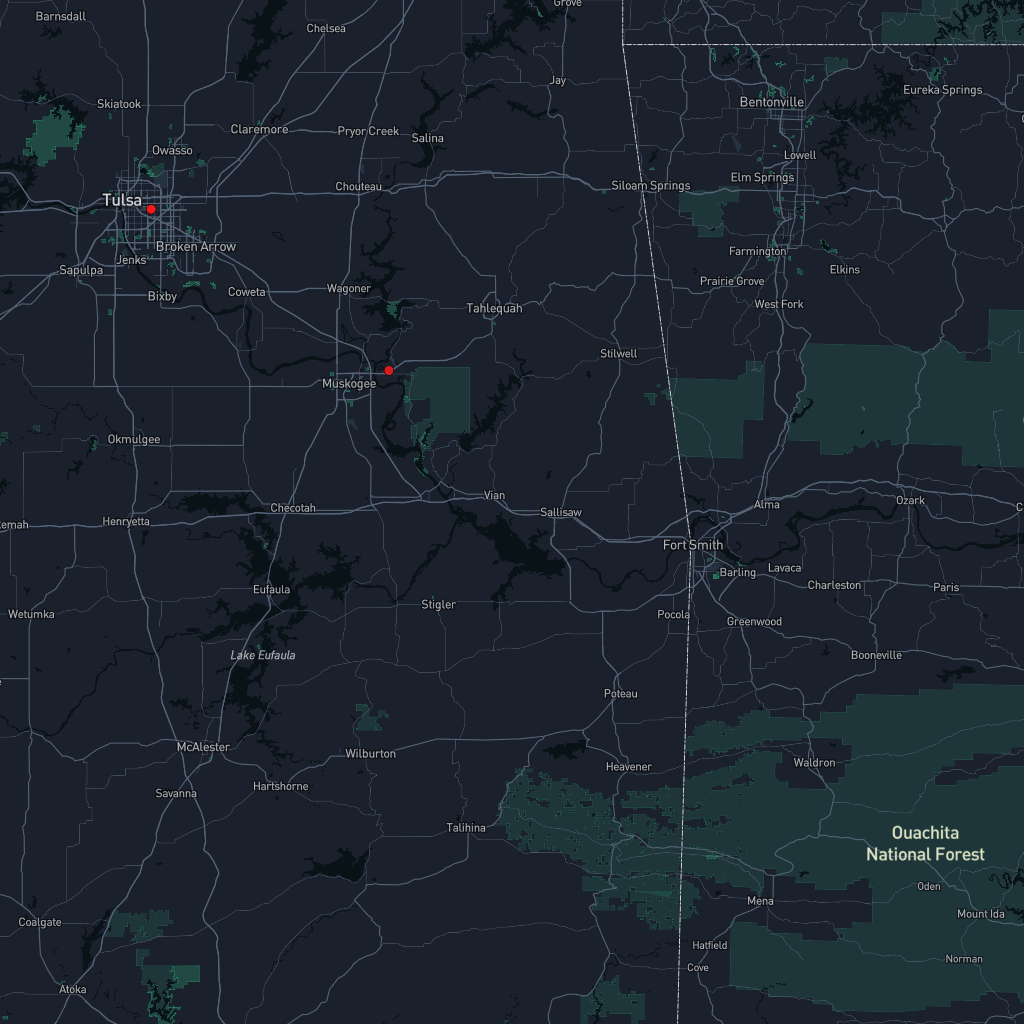 Barnsdall
Chelsea
Grove
Jay
Skiatook
Bentonville
Eureka Springs
Claremore
Pryor Creek
Salina
Owasso
Lowell
Elm Springs
Chouteau
Siloam Springs
Tulsa
Broken Arrow
Farmington
Jenks
Sapulpa
Elkins
Prairie Grove
Coweta
Wagoner
Bixby
West Fork
Tahlequah
Stilwell
Muskogee
Okmulgee
Vian
Ozark
Alma
Checotah
Sallisaw
Henryetta
Fort Smith
Barling
Lavaca
Charleston
Paris
Eufaula
Stigler
Wetumka
Pocola
Greenwood
Lake Eufaula
Booneville
Poteau
McAlester
Wilburton
Heavener
Waldron
Hartshorne
Savanna
Talihina
Ouachita
National Forest
Oden
Mena
Mount Ida
Coalgate
Hatfield
Norman
Cove
Atoka